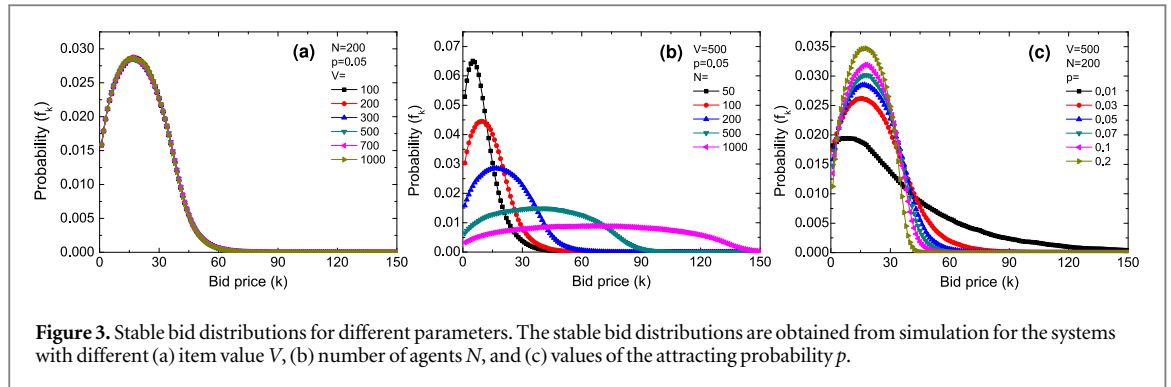 0.030
0.025
0.020
0.015
0.010
0.005
0.000
Probability (f_k)
0 30 60 90 120 150
Bid price (k)
(a)
N=200
p=0.05
V=
100
200
300
500
700
1000
0.07
0.06
0.05
0.04
0.03
0.02
0.01
0.00
Probability (f_k)
0 30 60 90 120 150
Bid price (k)
(b)
V=500
p=0.05
N=
50
100
200
500
1000
0.035
0.030
0.025
0.020
0.015
0.010
0.005
0.000
Probability (f_k)
0 30 60 90 120 150
Bid price (k)
(c)
V=500
N=200
p=
0.01
0.03
0.05
0.07
0.1
0.2
Figure 3. Stable bid distributions for different parameters. The stable bid distributions are obtained from simulation for the systems
with different (a) item value V, (b) number of agents N, and (c) values of the attracting probability p.